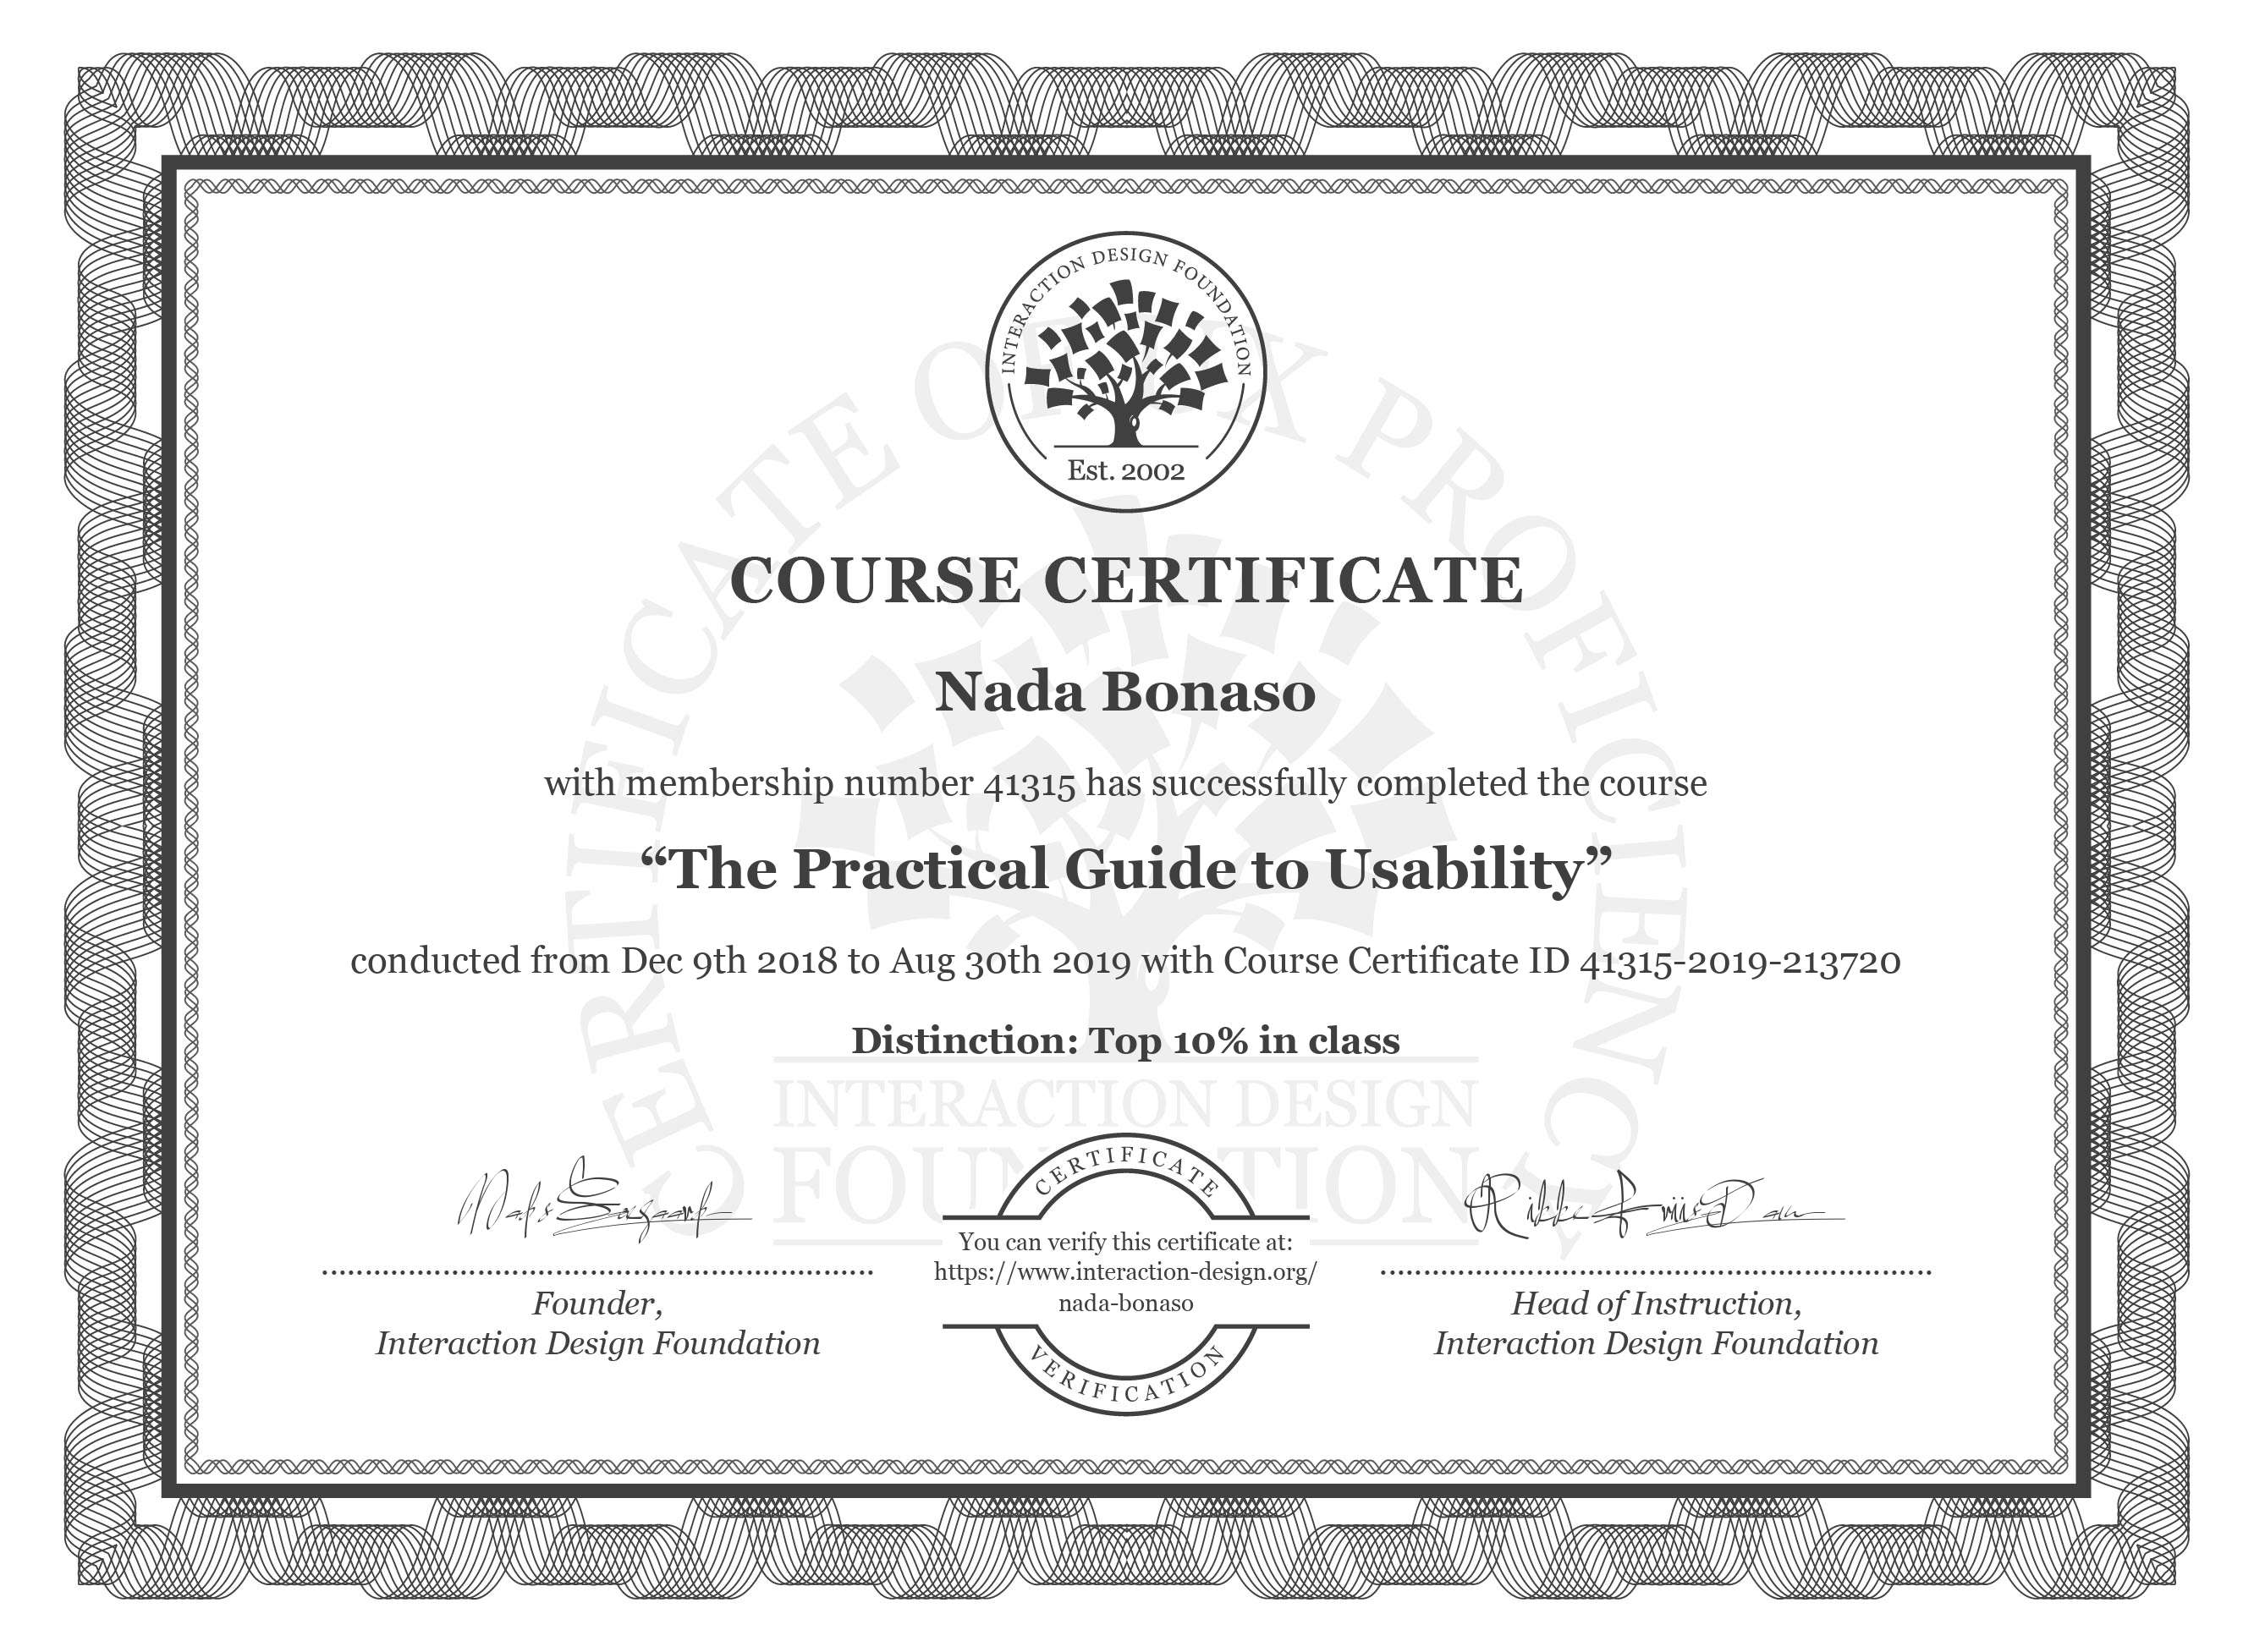 INTERACTION DESIGN FOUNDATION
Est. 2002
CERTIFICATE OF UX PROFICIENCY
COURSE CERTIFICATE
Nada Bonaso
with membership number 41315 has successfully completed the course
“The Practical Guide to Usability”
conducted from Dec 9th 2018 to Aug 30th 2019 with Course Certificate ID 41315-2019-213720
Distinction: Top 10% in class
INTERACTION DESIGN
FOUNDATION
CERTIFICATE
You can verify this certificate at:
https://www.interaction-design.org/
nada-bonaso
VERIFICATION
Founder,
Interaction Design Foundation
Rikke Friis Dam
Head of Instruction,
Interaction Design Foundation